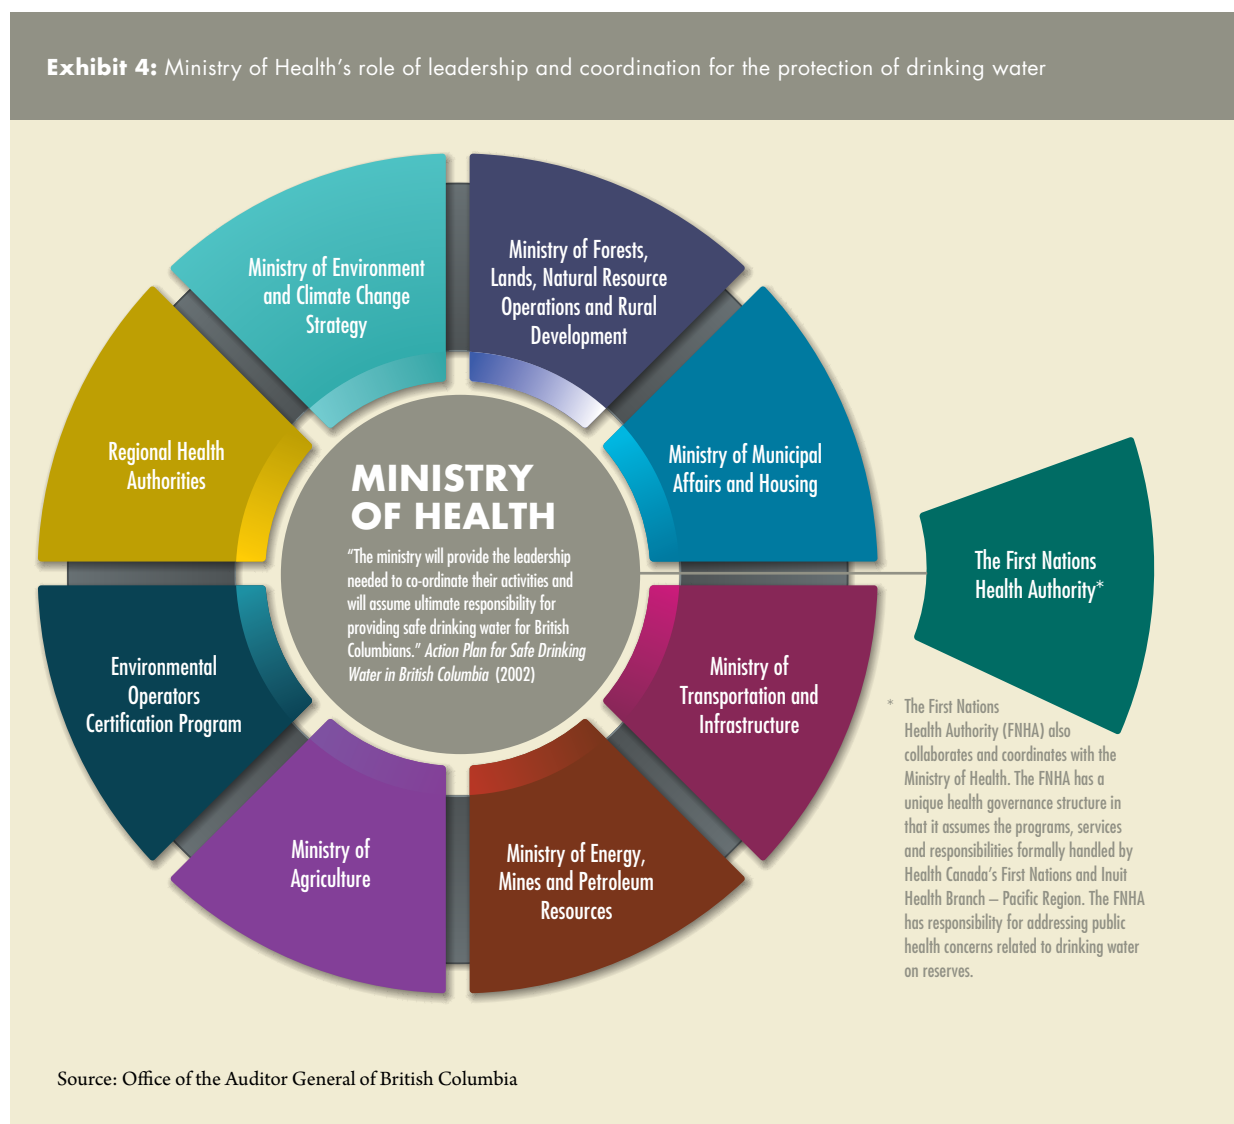 Exhibit 4: Ministry of Health's role of leadership and coordination for the protection of drinking water
Ministry of Environment
and Climate Change
Strategy
Ministry of Forests,
Lands, Natural Resource
Operations and Rural
Development
Regional Health
Authorities
Ministry of Municipal
Affairs and Housing
MINISTRY
OF HEALTH
"The ministry will provide the leadership
needed to co-ordinate their activities and
will assume ultimate responsibility for
providing safe drinking water for British
Columbians." Action Plan for Safe Drinking
Water in British Columbia (2002)
The First Nations
Health Authority*
Environmental
Operators
Certification Program
Ministry of
Transportation and
Infrastructure
Ministry of
Agriculture
Ministry of Energy,
Mines and Petroleum
Resources
* The First Nations
Health Authority (FNHA) also
collaborates and coordinates with the
Ministry of Health. The FNHA has a
unique health governance structure in
that it assumes the programs, services
and responsibilities formally handled by
Health Canada's First Nations and Inuit
Health Branch – Pacific Region. The FNHA
has responsibility for addressing public
health concerns related to drinking water
on reserves.
Source: Office of the Auditor General of British Columbia